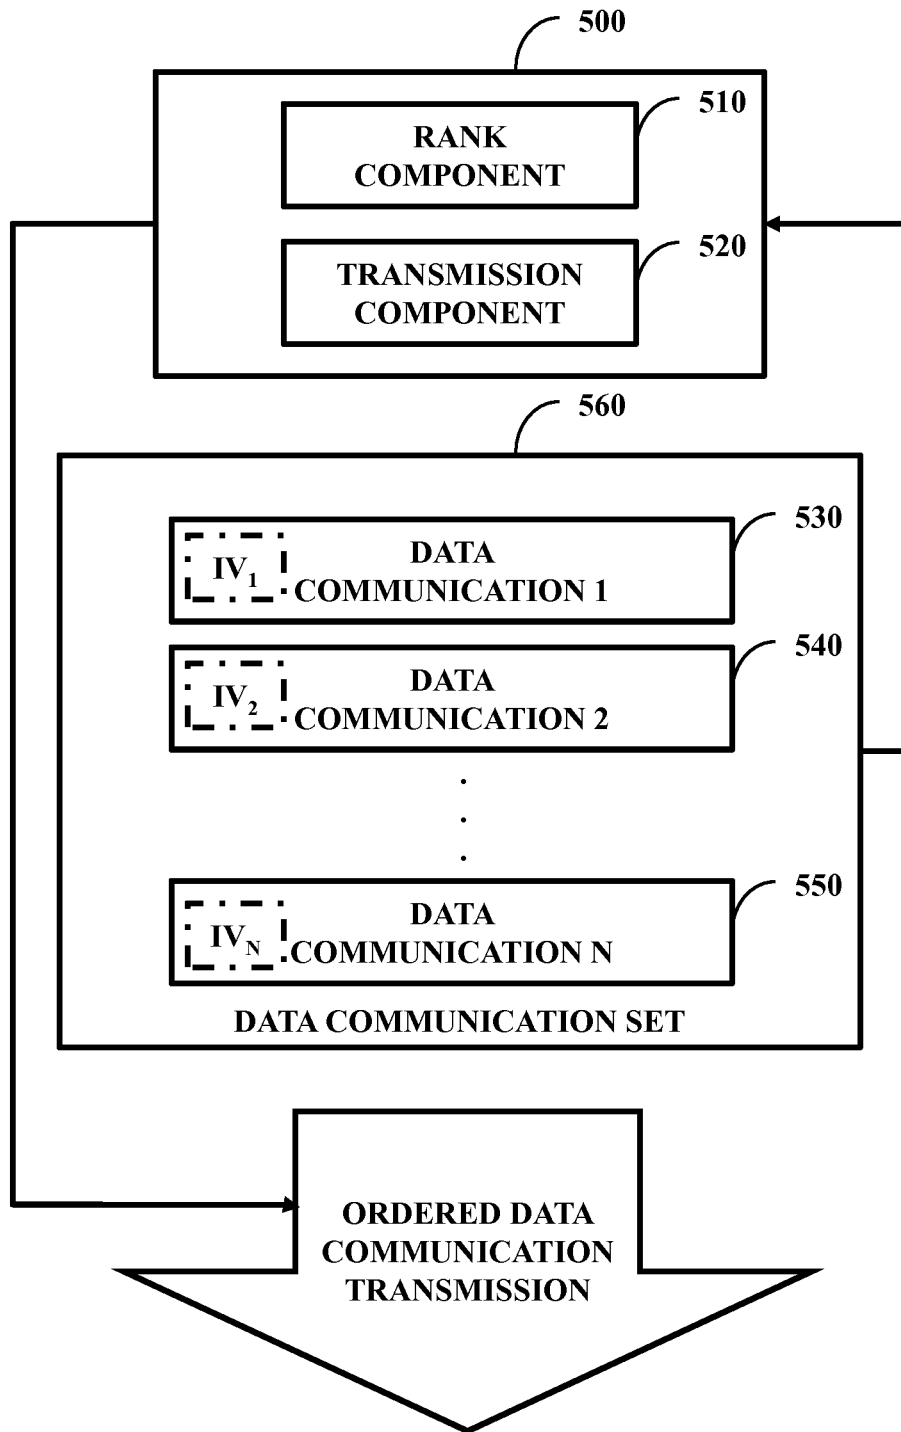 500
510
RANK
COMPONENT
520
TRANSMISSION
COMPONENT
560
530
IV₁
DATA
COMMUNICATION 1
540
IV₂
DATA
COMMUNICATION 2
.
.
.
550
IV_N
DATA
COMMUNICATION N
DATA COMMUNICATION SET
ORDERED DATA
COMMUNICATION
TRANSMISSION